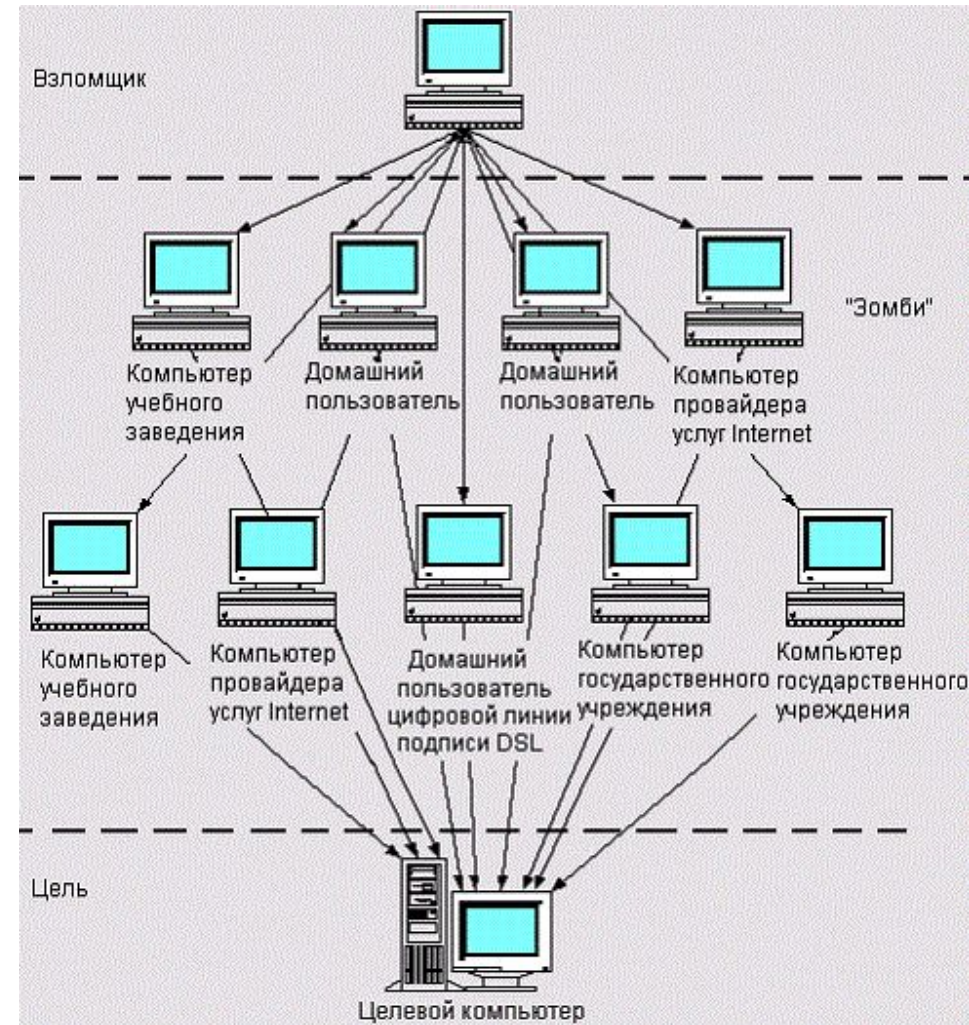 Взломщик
"Зомби"
Компьютер
учебного
заведения
Домашний
пользователь
Домашний
пользователь
Компьютер
провайдера
услуг Internet
Компьютер
учебного
заведения
Компьютер
провайдера
услуг Internet
Домашний
пользователь
цифровой линии
подписи DSL
Компьютер
государственного
учреждения
Компьютер
государственного
учреждения
Цель
Целевой компьютер